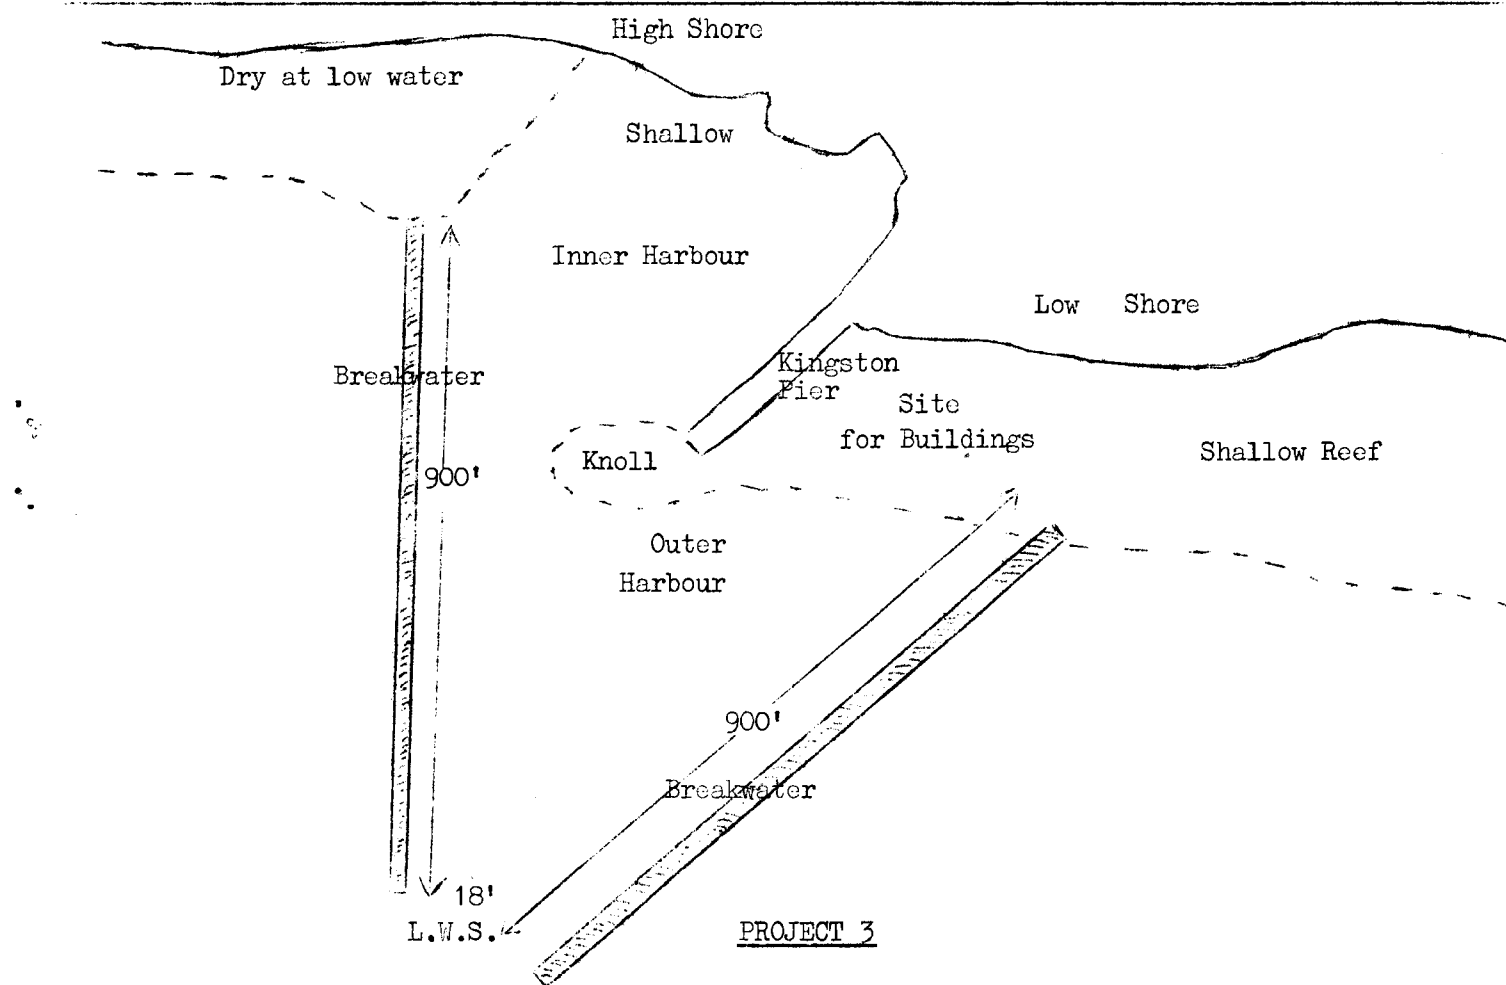 High Shore
Dry at low water
Shallow
Inner Harbour
Low Shore
Breakwater
Kingston
Pier
Site
for Buildings
Shallow Reef
Knoll
900'
Outer
Harbour
900'
Breakwater
18'
L.W.S.
PROJECT 3